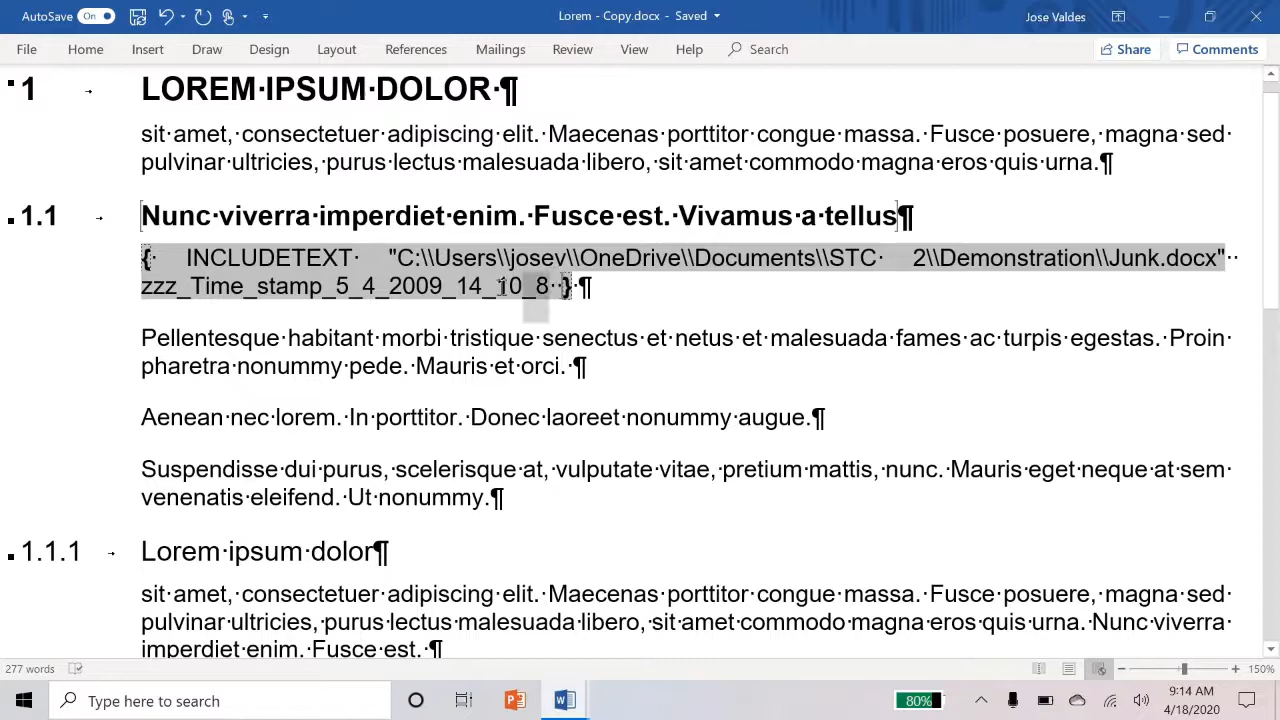 AutoSave On Lorem - Copy.docx - Saved Jose Valdes
File Home Insert Draw Design Layout References Mailings Review View Help Search Share Comments
1 → LOREM·IPSUM·DOLOR·¶
sit·amet,·consectetuer·adipiscing·elit.·Maecenas·porttitor·congue·massa.·Fusce·posuere,·magna·sed·
pulvinar·ultricies,·purus·lectus·malesuada·libero,·sit·amet·commodo·magna·eros·quis·urna.¶
1.1 → Nunc·viverra·imperdiet·enim.·Fusce·est.·Vivamus·a·tellus¶
{· INCLUDETEXT· "C:\\Users\\josev\\OneDrive\\Documents\\STC· 2\\Demonstration\\Junk.docx"··
zzz_Time_stamp_5_4_2009_14_10_8··}·¶
Pellentesque·habitant·morbi·tristique·senectus·et·netus·et·malesuada·fames·ac·turpis·egestas.·Proin·
pharetra·nonummy·pede.·Mauris·et·orci.·¶
Aenean·nec·lorem.·In·porttitor.·Donec·laoreet·nonummy·augue.¶
Suspendisse·dui·purus,·scelerisque·at,·vulputate·vitae,·pretium·mattis,·nunc.·Mauris·eget·neque·at·sem·
venenatis·eleifend.·Ut·nonummy.¶
1.1.1 → Lorem·ipsum·dolor¶
sit·amet,·consectetuer·adipiscing·elit.·Maecenas·porttitor·congue·massa.·Fusce·posuere,·magna·sed·
pulvinar·ultricies,·purus·lectus·malesuada·libero,·sit·amet·commodo·magna·eros·quis·urna.·Nunc·viverra·
imperdiet·enim.·Fusce·est.·¶
277 words 150%
Type here to search 80% 9:14 AM
4/18/2020